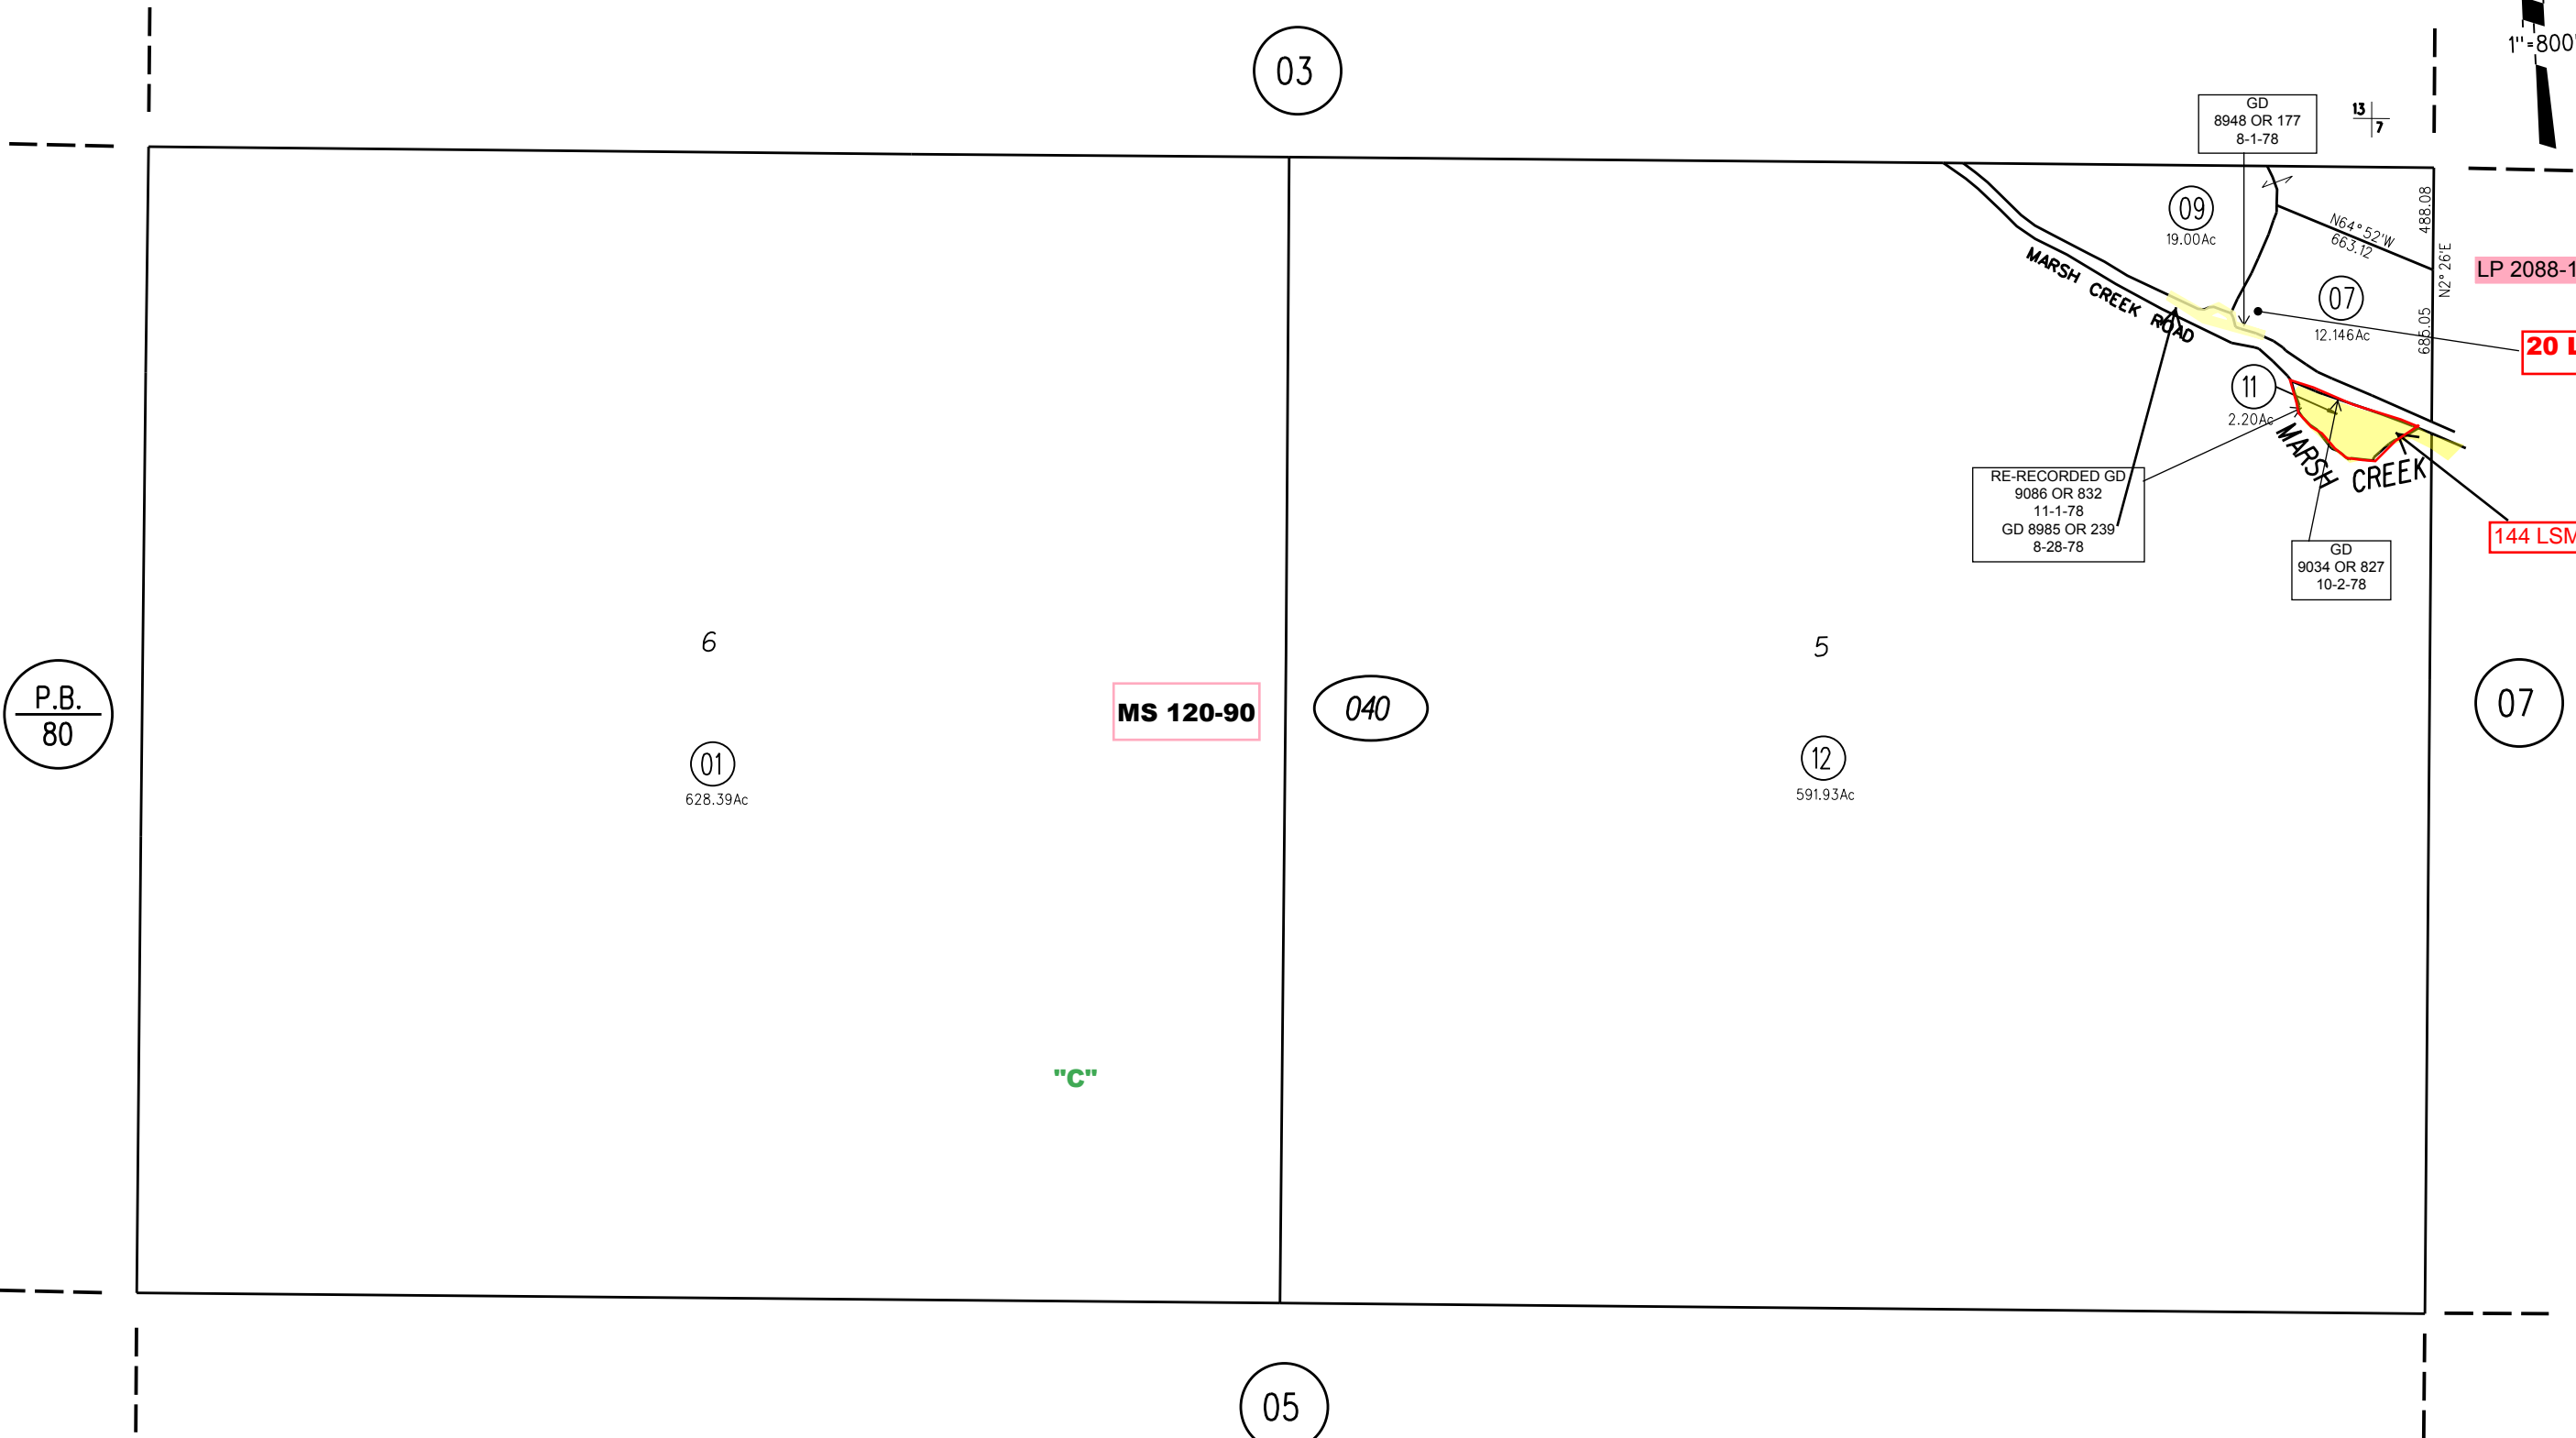 03
1"=800'
GD
8948 OR 177
8-1-78
13
7
09
19.00Ac
N64°52'W
663.12
488.08
N2°26'E
LP 2088-1
07
12.146Ac
685.05
20 L
MARSH CREEK ROAD
11
2.20Ac
MARSH CREEK
RE-RECORDED GD
9086 OR 832
11-1-78
GD 8985 OR 239
8-28-78
144 LSM
GD
9034 OR 827
10-2-78
6
5
P.B.
80
MS 120-90
040
07
01
628.39Ac
12
591.93Ac
"C"
05